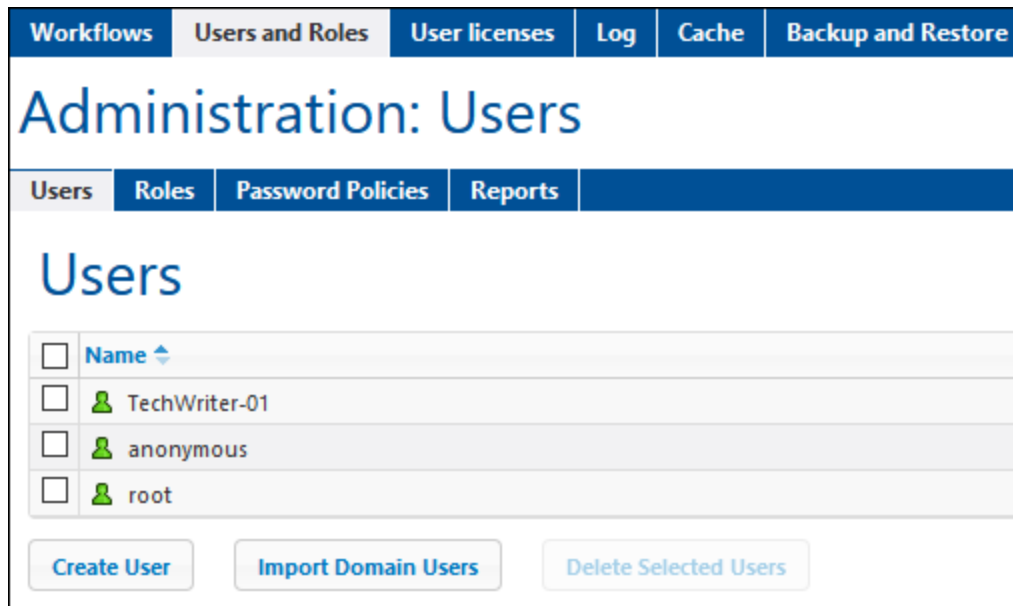 Workflows Users and Roles User licenses Log Cache Backup and Restore
Administration: Users
Users Roles Password Policies Reports
Users
Name
TechWriter-01
anonymous
root
Create User Import Domain Users Delete Selected Users